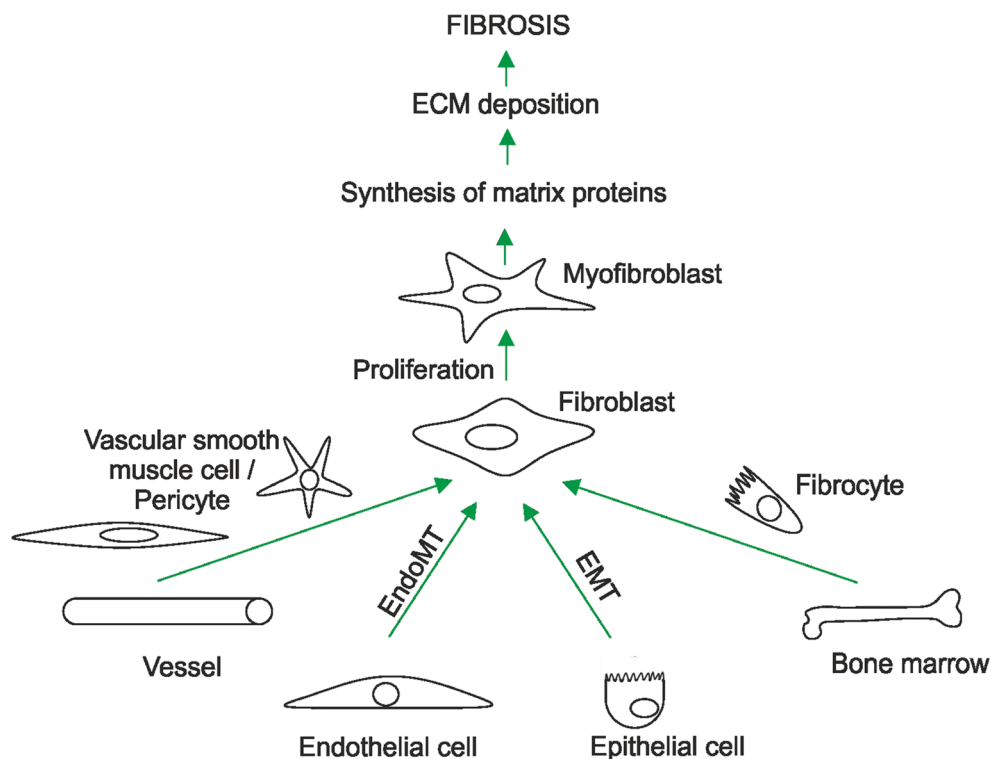 FIBROSIS
ECM deposition
Synthesis of matrix proteins
Myofibroblast
Proliferation
Fibroblast
Vascular smooth
muscle cell /
Pericyte
Fibrocyte
EndoMT
EMT
Vessel
Bone marrow
Endothelial cell
Epithelial cell